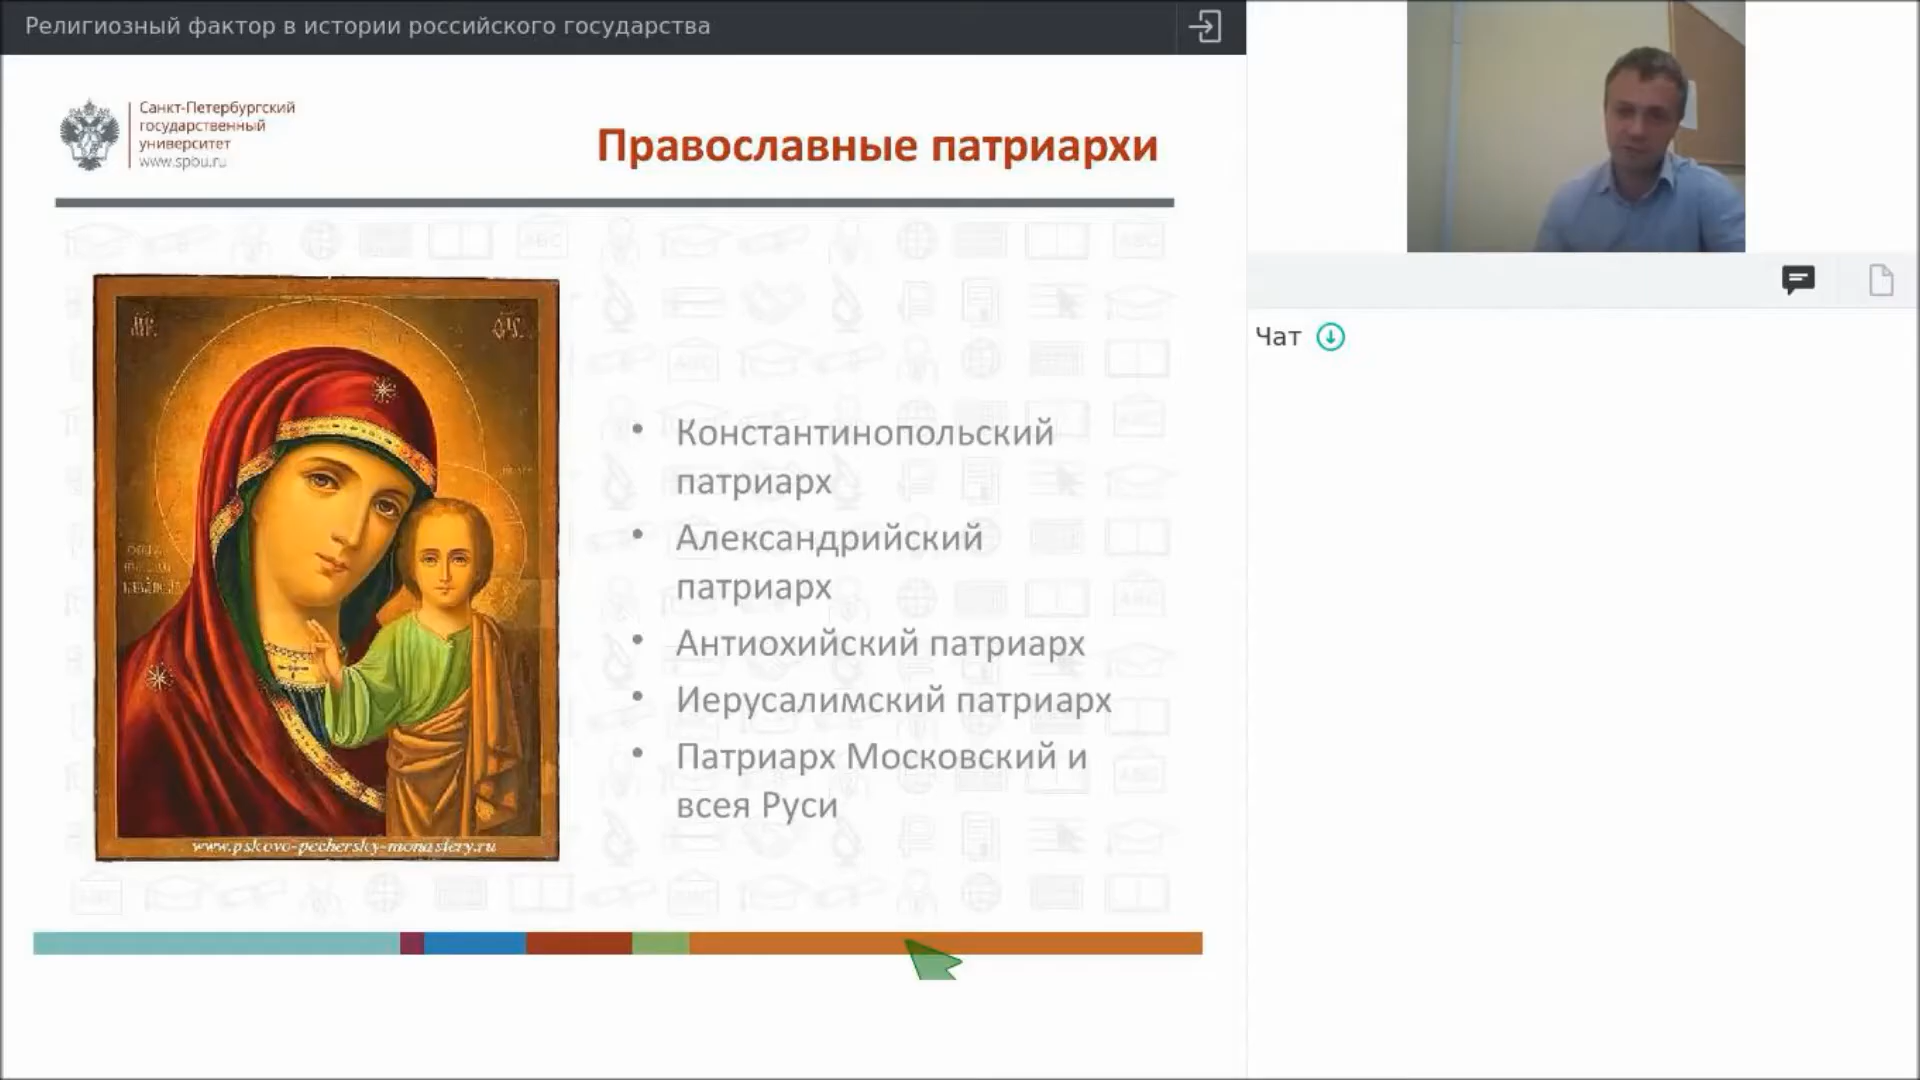 Религиозный фактор в истории российского государства
Санкт-Петербургский
государственный
университет
www.spbu.ru
Православные патриархи
• Константинопольский
патриарх
• Александрийский
патриарх
• Антиохийский патриарх
• Иерусалимский патриарх
• Патриарх Московский и
всея Руси
www.pskovo-pechersky-monastery.ru
Чат